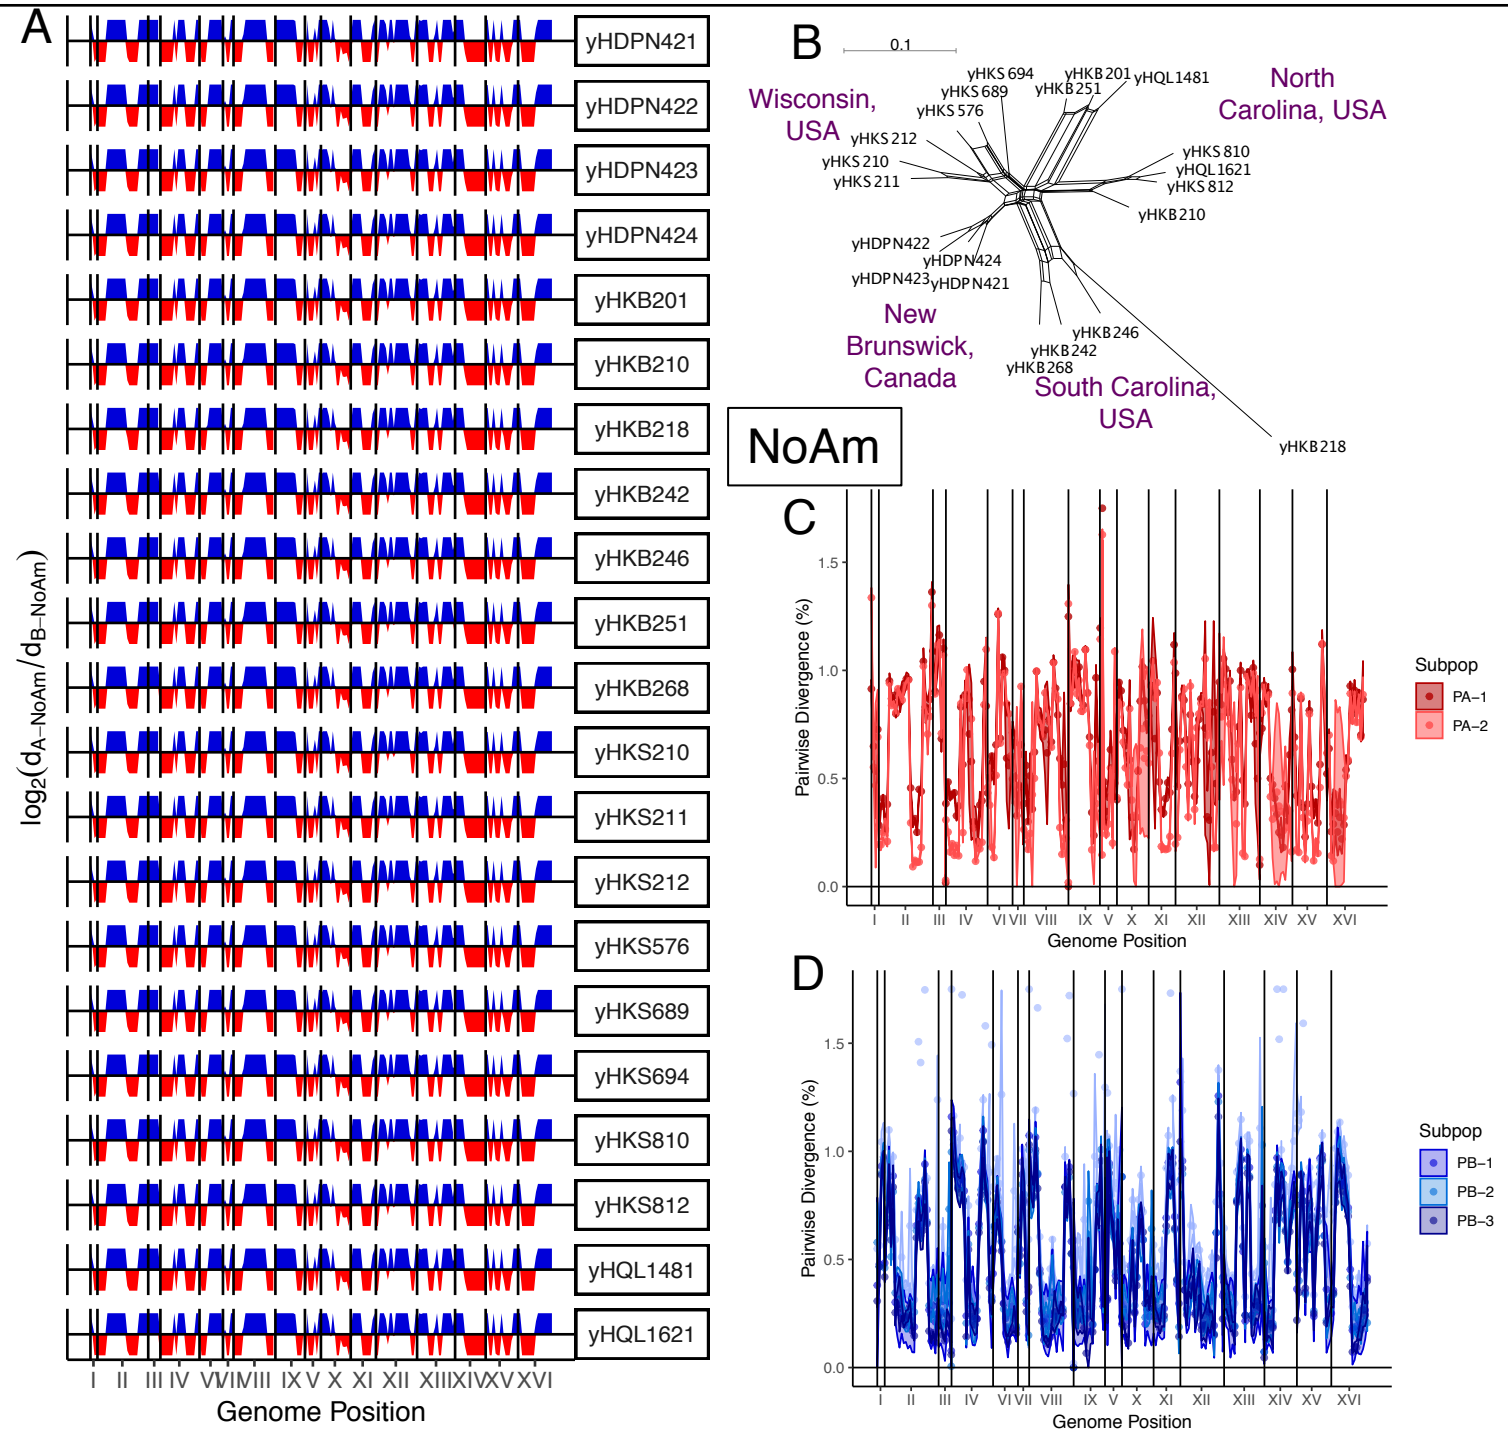 A
yHDPN421
yHDPN422
yHDPN423
yHDPN424
yHKB201
yHKB210
yHKB218
yHKB242
yHKB246
yHKB251
yHKB268
yHKS210
yHKS211
yHKS212
yHKS576
yHKS689
yHKS694
yHKS810
yHKS812
yHQL1481
yHQL1621
log2(dA−NoAm/dB−NoAm)
I II III IV VI VII VIII IX V X XI XII XIII XIV XV XVI
Genome Position
B
0.1
Wisconsin,
USA
North
Carolina, USA
New
Brunswick,
Canada
South Carolina,
USA
yHKS694
yHKS689
yHKS576
yHKS212
yHKS210
yHKS211
yHKB201
yHKB251
yHQL1481
yHKS810
yHQL1621
yHKS812
yHKB210
yHDPN422
yHDPN424
yHDPN423
yHDPN421
yHKB246
yHKB242
yHKB268
yHKB218
NoAm
C
Pairwise Divergence (%)
1.5
1.0
0.5
0.0
I II III IV VI VII VIII IX V X XI XII XIII XIV XV XVI
Genome Position
Subpop
PA−1
PA−2
D
Pairwise Divergence (%)
1.5
1.0
0.5
0.0
I II III IV VI VII VIII IX V X XI XII XIII XIV XV XVI
Genome Position
Subpop
PB−1
PB−2
PB−3